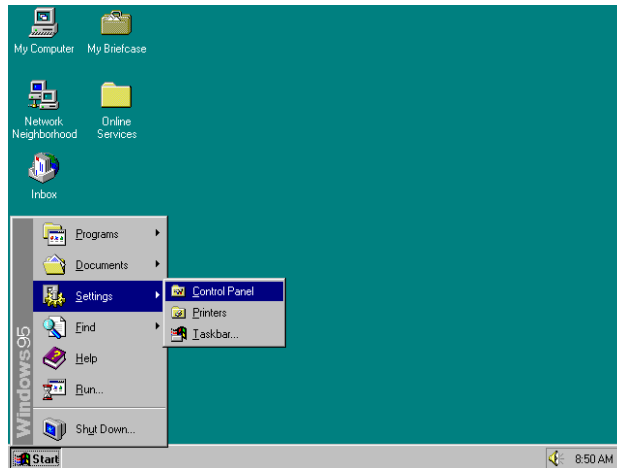 My Computer
My Briefcase
Network
Neighborhood
Online
Services
Inbox
Programs
Documents
Settings
Find
Help
Run...
Shut Down...
Windows95
Control Panel
Printers
Taskbar...
Start
8:50 AM